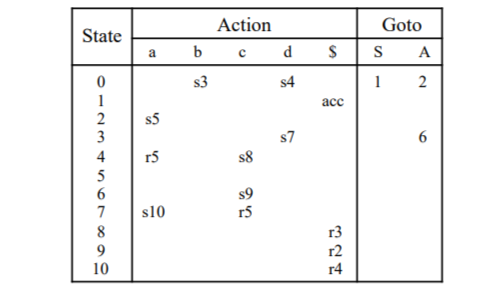 State Action Goto
a b c d $ S A
0 s3 s4 1 2
1 acc
2 s5
3 s7 6
4 r5 s8
5
6 s9
7 s10 r5
8 r3
9 r2
10 r4